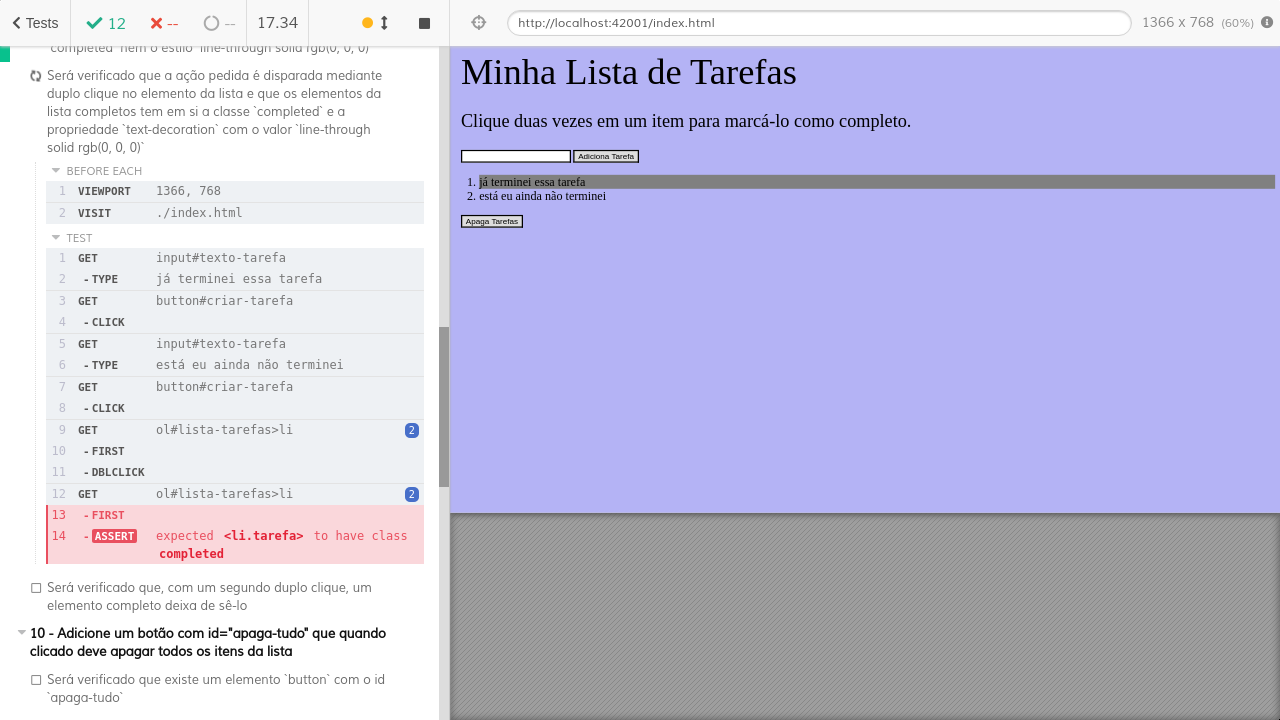 Tests
12
--
--
17.34
http://localhost:42001/index.html
1366 x 768 (60%)
completed` nem o estilo `line-through solid rgb(0, 0, 0)`
Será verificado que a ação pedida é disparada mediante
duplo clique no elemento da lista e que os elementos da
lista completos tem em si a classe `completed` e a
propriedade `text-decoration` com o valor `line-through
solid rgb(0, 0, 0)`
BEFORE EACH
1 VIEWPORT 1366, 768
2 VISIT ./index.html
TEST
1 GET input#texto-tarefa
2 -TYPE já terminei essa tarefa
3 GET button#criar-tarefa
4 -CLICK
5 GET input#texto-tarefa
6 -TYPE está eu ainda não terminei
7 GET button#criar-tarefa
8 -CLICK
9 GET ol#lista-tarefas>li 2
10 -FIRST
11 -DBLCLICK
12 GET ol#lista-tarefas>li 2
13 -FIRST
14 -ASSERT expected <li.tarefa> to have class
completed
Será verificado que, com um segundo duplo clique, um
elemento completo deixa de sê-lo
10 - Adicione um botão com id="apaga-tudo" que quando
clicado deve apagar todos os itens da lista
Será verificado que existe um elemento `button` com o id
`apaga-tudo`
Minha Lista de Tarefas
Clique duas vezes em um item para marcá-lo como completo.
Adiciona Tarefa
1. já terminei essa tarefa
2. está eu ainda não terminei
Apaga Tarefas